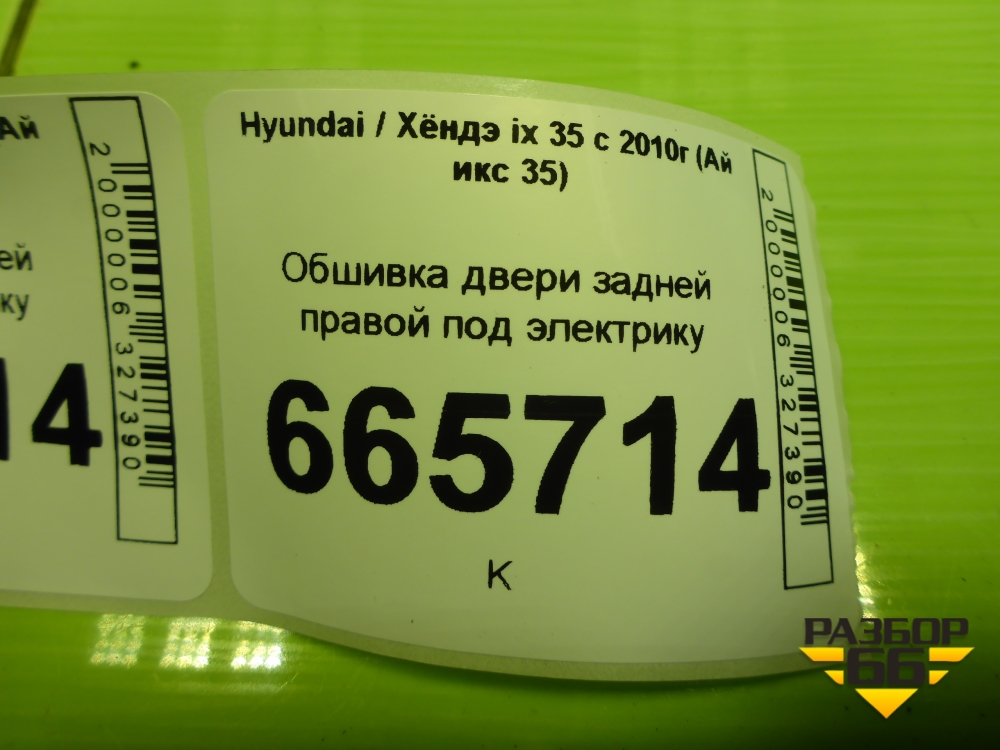 Ай
ей
ку
14
2000006327390
Hyundai / Хёндэ ix 35 с 2010г (Ай
икс 35)
Обшивка двери задней
правой под электрику
665714
К
2000006327390
РАЗБОР
66